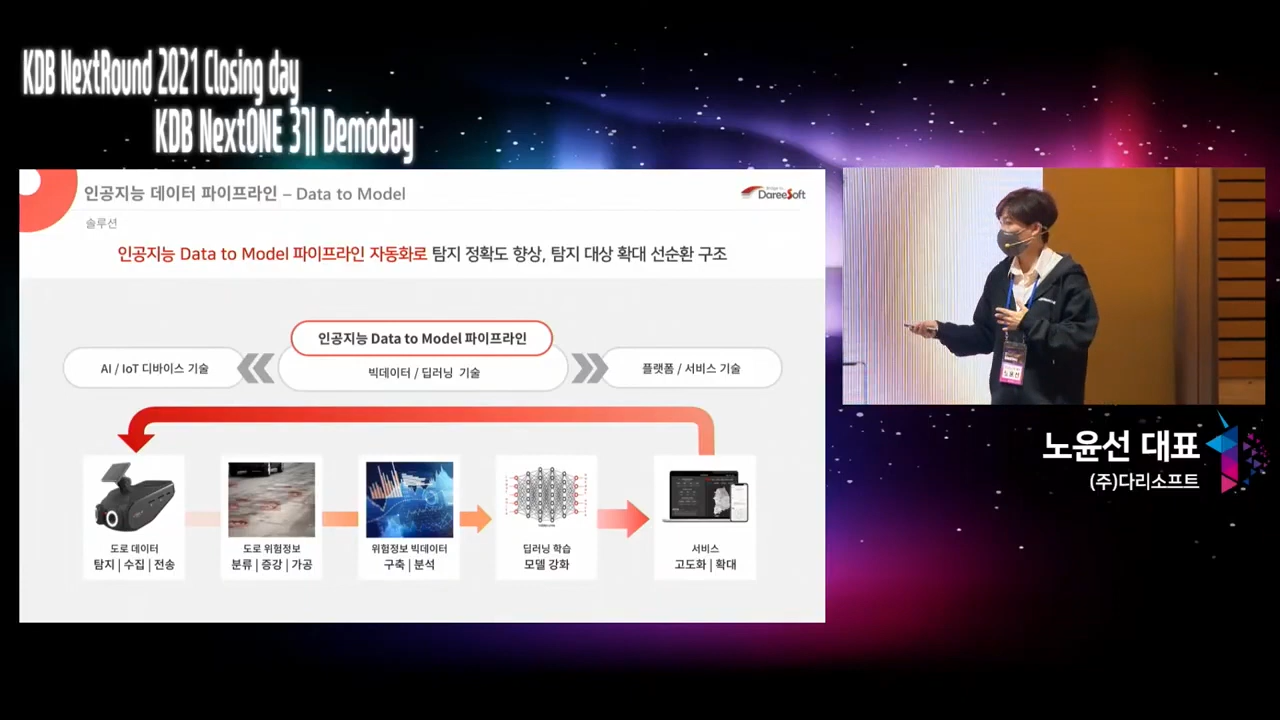 KDB NextRound 2021 Closing day
KDB NextONE 3기 Demoday
인공지능 데이터 파이프라인 – Data to Model
DareeSoft
솔루션
인공지능 Data to Model 파이프라인 자동화로 탐지 정확도 향상, 탐지 대상 확대 선순환 구조
인공지능 Data to Model 파이프라인
AI / IoT 디바이스 기술
빅데이터 / 딥러닝 기술
플랫폼 / 서비스 기술
도로 데이터
탐지 | 수집 | 전송
도로 위험정보
분류 | 증강 | 가공
위험정보 빅데이터
구축 | 분석
딥러닝 학습
모델 강화
서비스
고도화 | 확대
노윤선
노윤선 대표
(주)다리소프트